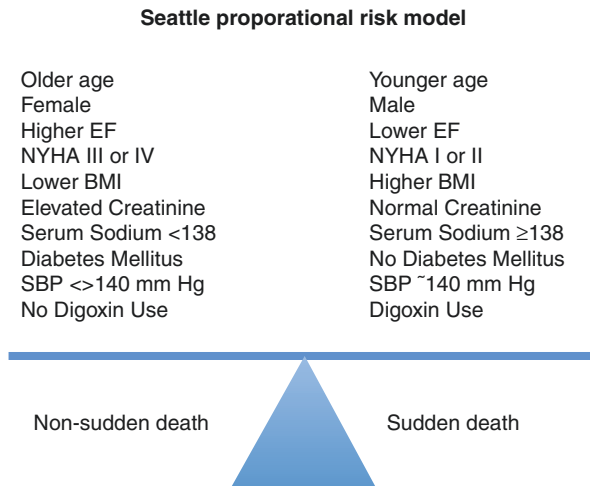 Seattle proporational risk model
Older age
Female
Higher EF
NYHA III or IV
Lower BMI
Elevated Creatinine
Serum Sodium <138
Diabetes Mellitus
SBP <>140 mm Hg
No Digoxin Use
Younger age
Male
Lower EF
NYHA I or II
Higher BMI
Normal Creatinine
Serum Sodium ≥138
No Diabetes Mellitus
SBP ˜140 mm Hg
Digoxin Use
Non-sudden death
Sudden death